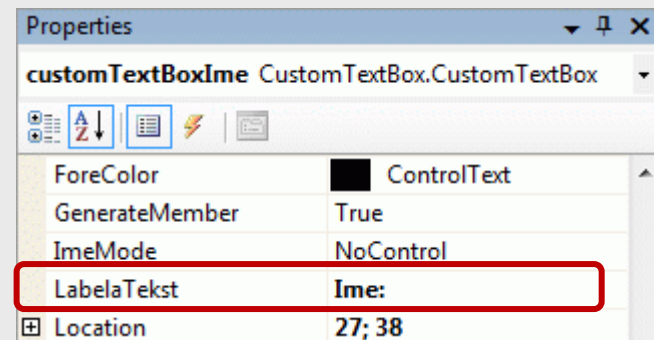 Properties
customTextBoxIme CustomTextBox.CustomTextBox
A Z
ForeColor ControlText
GenerateMember True
ImeMode NoControl
LabelaTekst Ime:
Location 27; 38